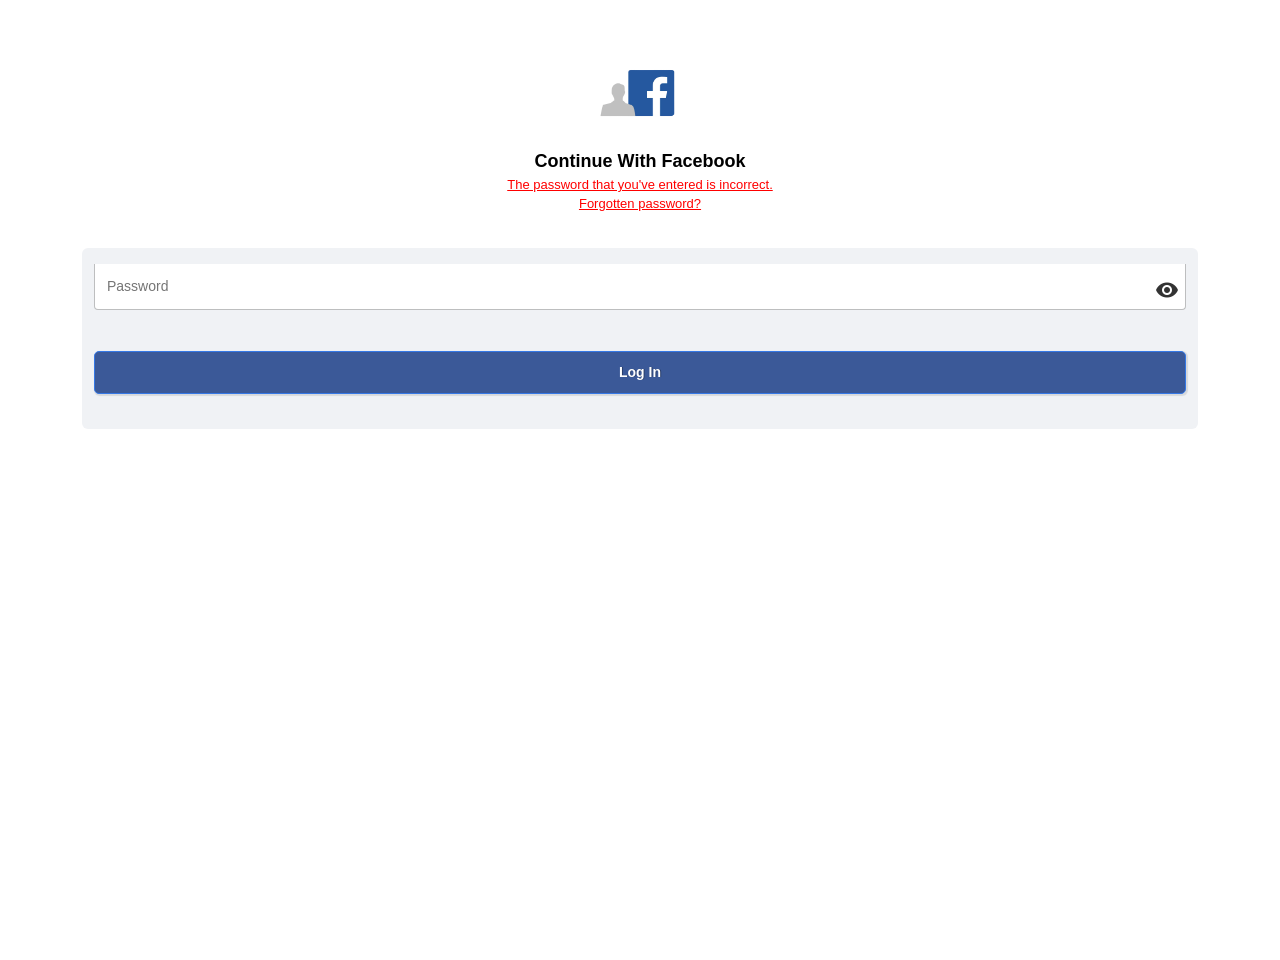 Continue With Facebook
The password that you've entered is incorrect.
Forgotten password?
Password
Log In